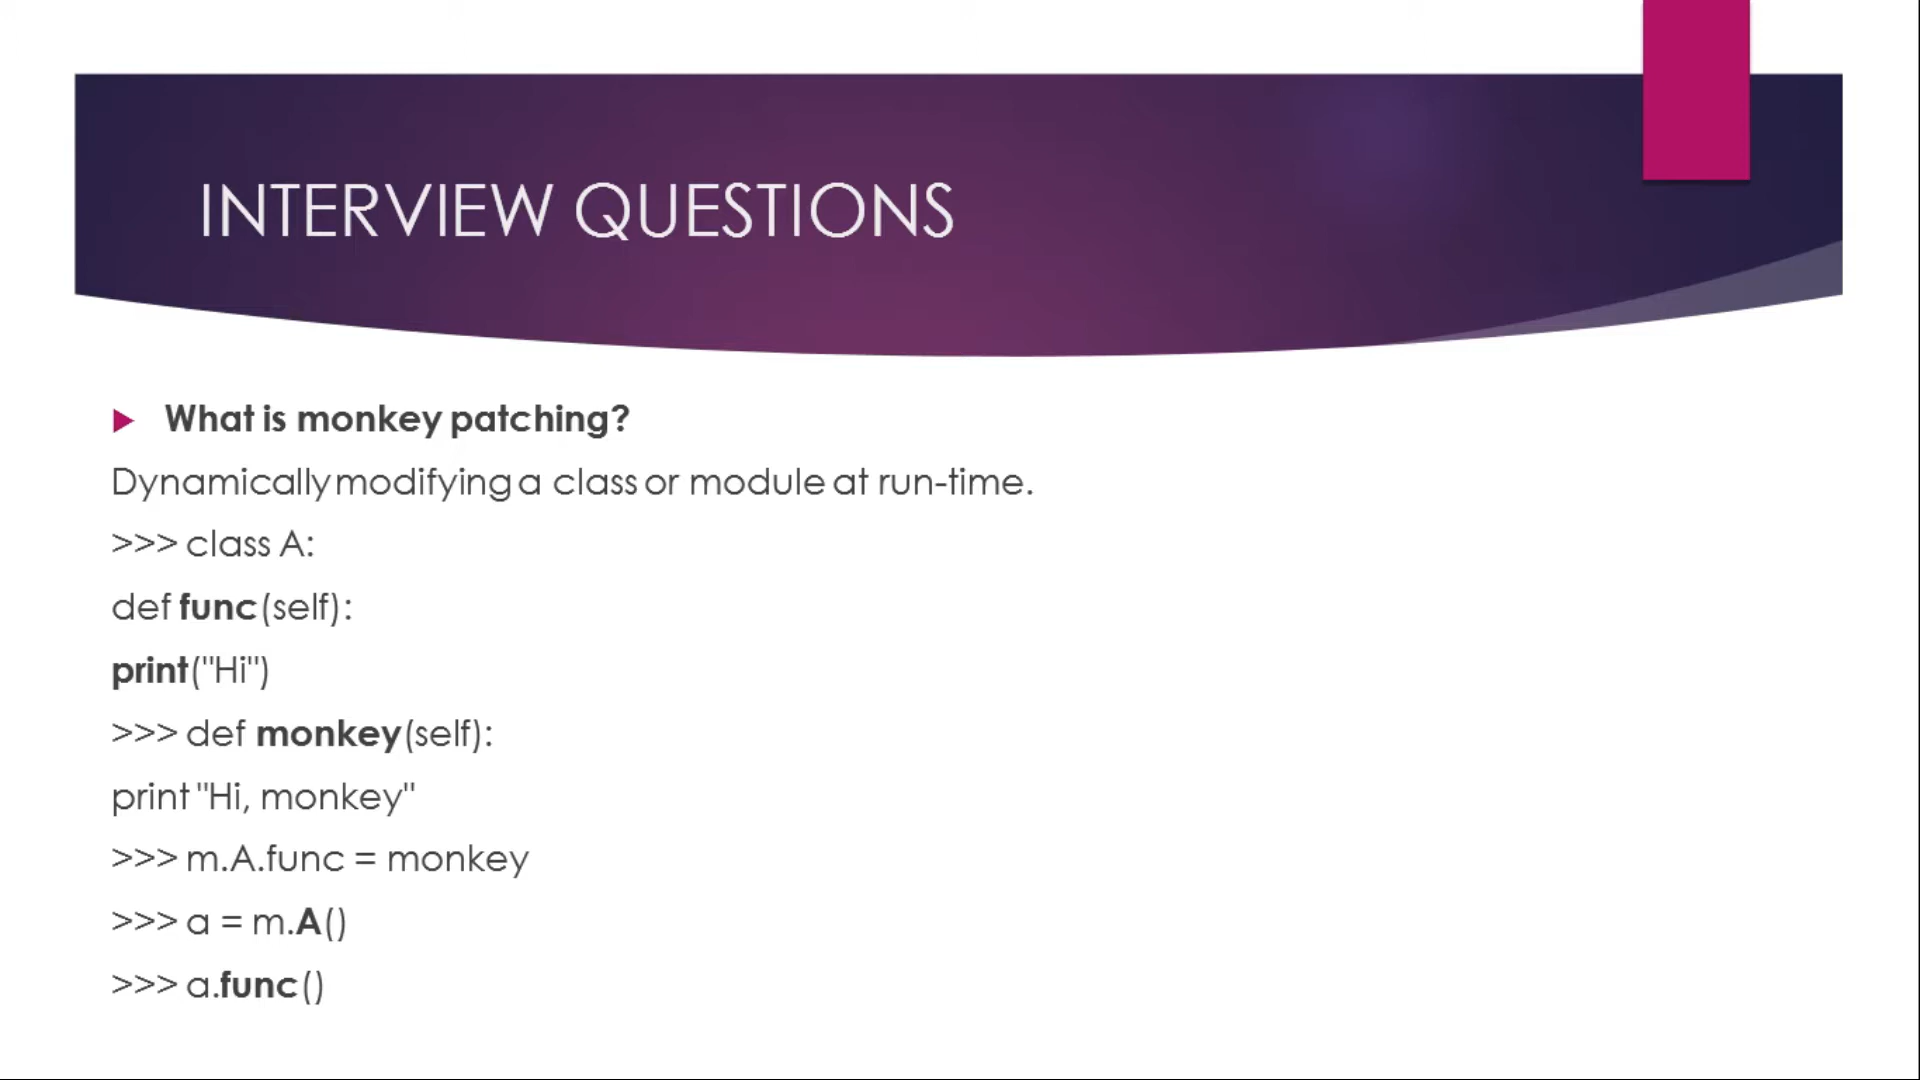 INTERVIEW QUESTIONS
What is monkey patching?
Dynamically modifying a class or module at run-time.
>>> class A:
def func(self):
print("Hi")
>>> def monkey(self):
print "Hi, monkey"
>>> m.A.func = monkey
>>> a = m.A()
>>> a.func()